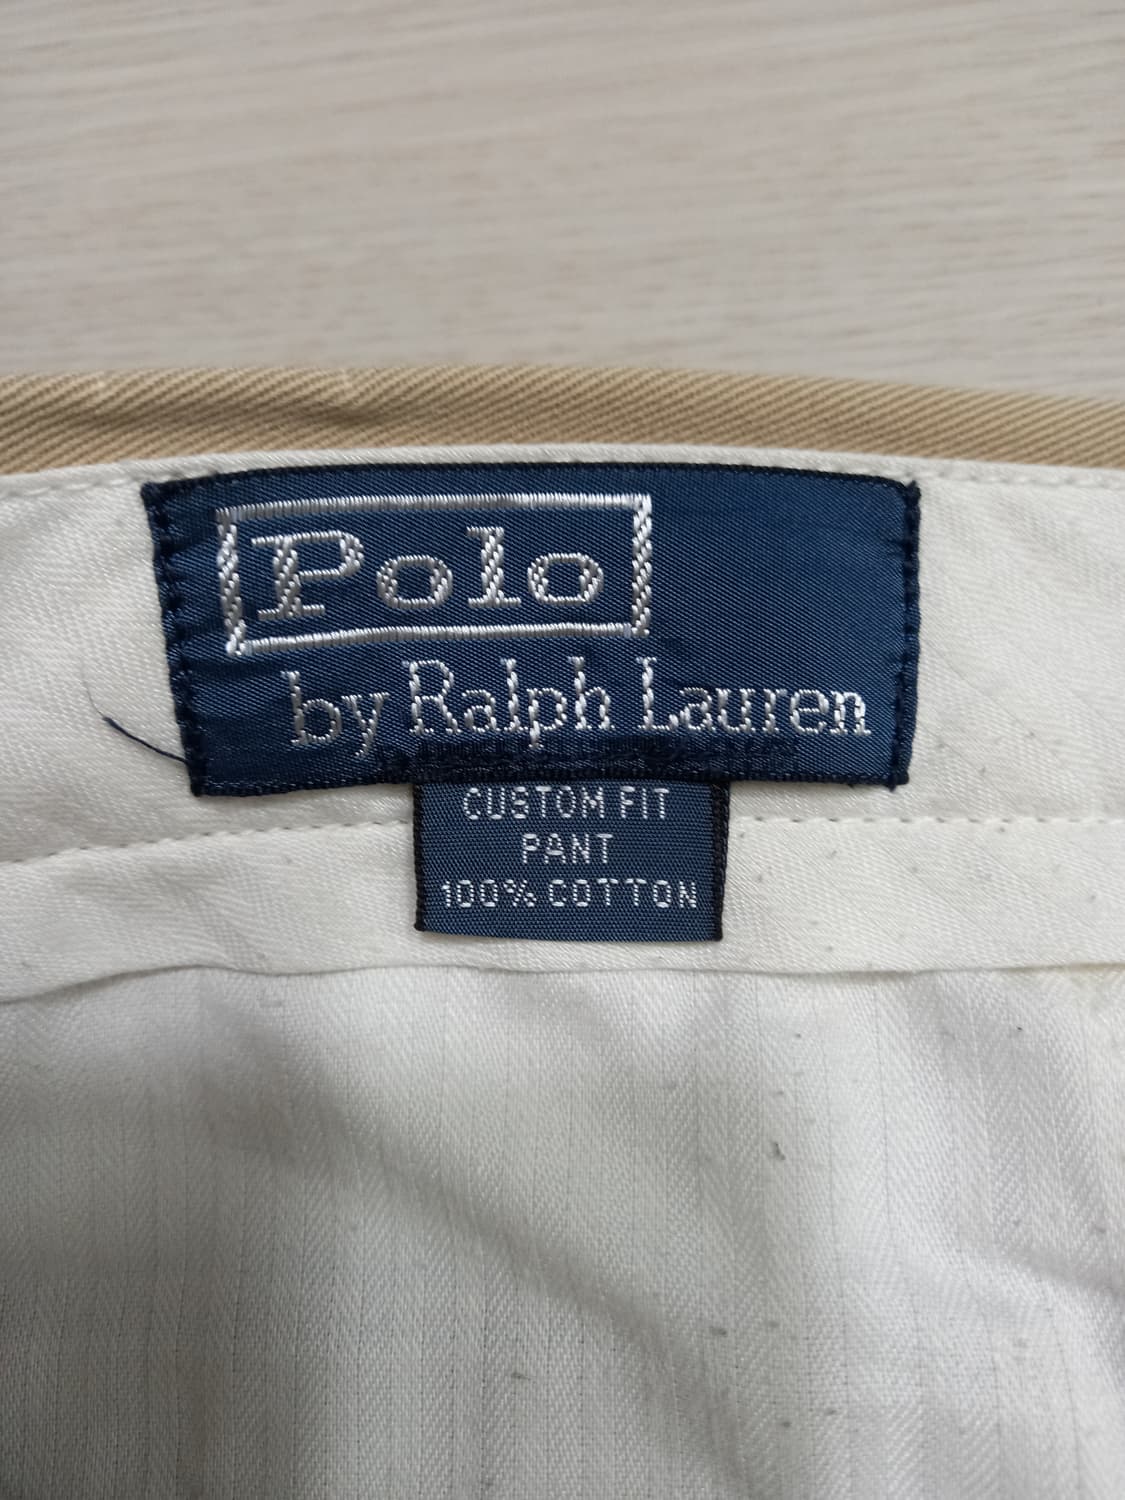 Polo
by Ralph Lauren
CUSTOM FIT
PANT
100% COTTON